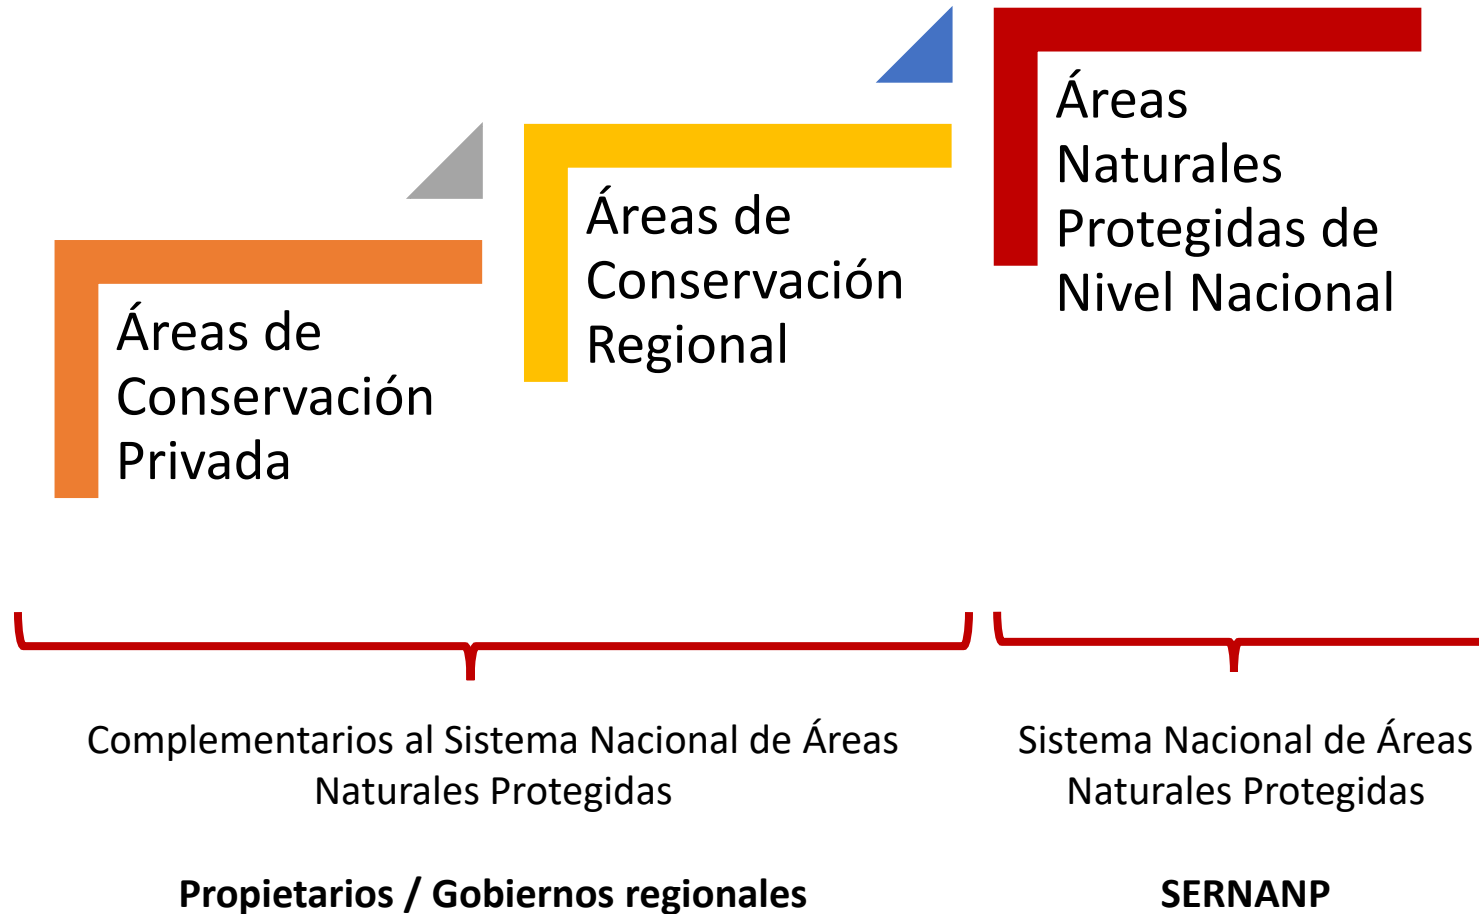 Áreas de
Conservación
Privada
Áreas de
Conservación
Regional
Áreas
Naturales
Protegidas de
Nivel Nacional
Complementarios al Sistema Nacional de Áreas
Naturales Protegidas
Propietarios / Gobiernos regionales
Sistema Nacional de Áreas
Naturales Protegidas
SERNANP